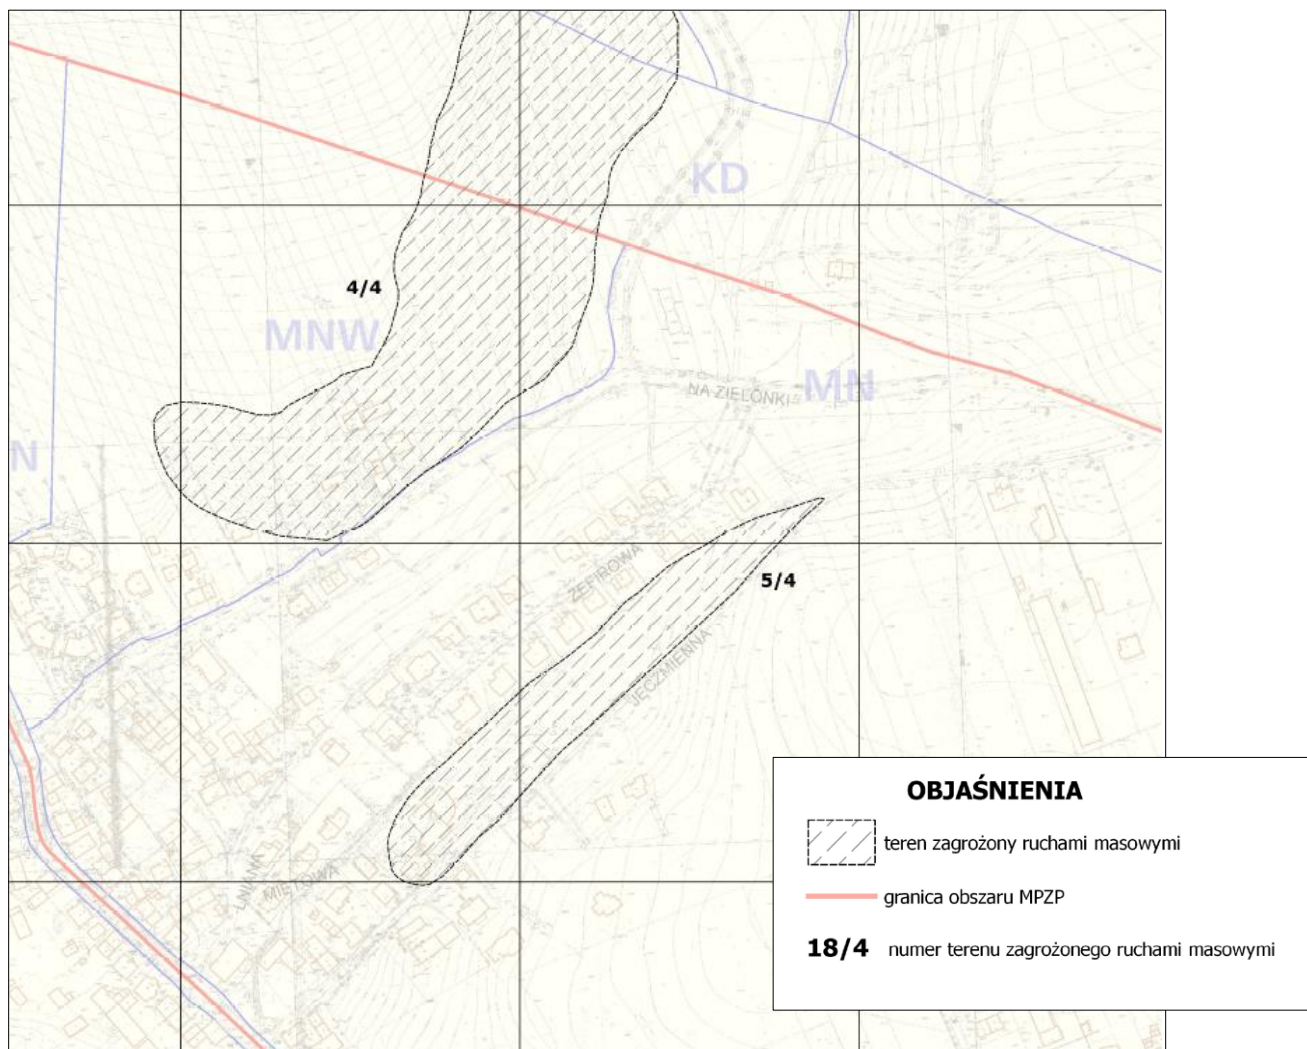 KD
4/4
MNW
NA ZIELONKI
MN
N
ZEFIROWA
5/4
JĘCZMIENNA
LNIANA
MIĘTOWA
OBJAŚNIENIA
teren zagrożony ruchami masowymi
granica obszaru MPZP
18/4 numer terenu zagrożonego ruchami masowymi